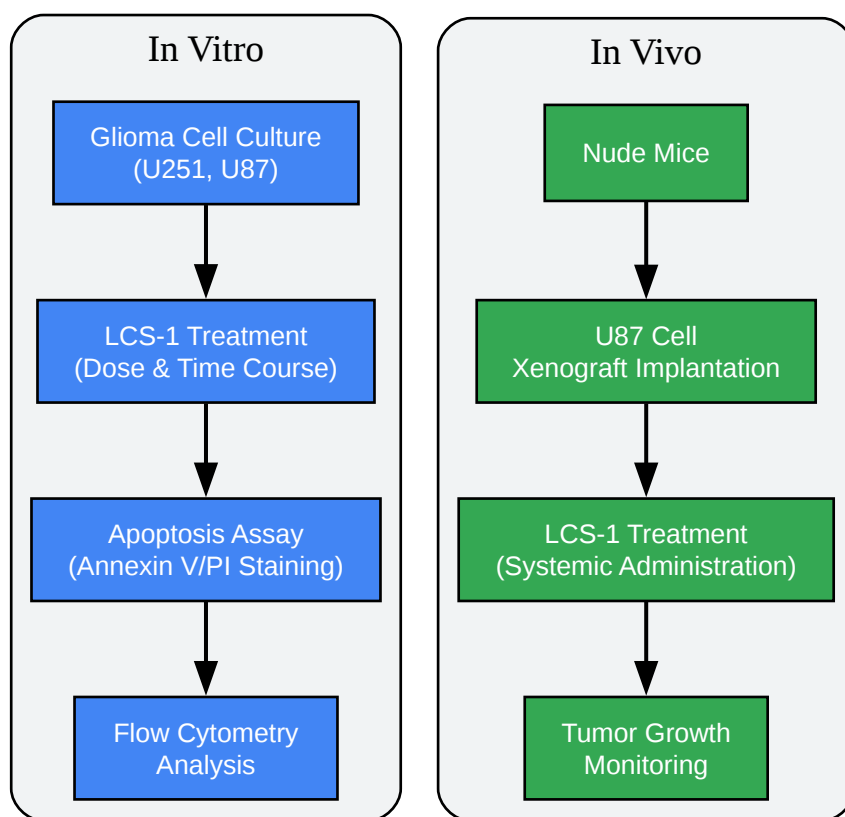 In Vitro
Glioma Cell Culture
(U251, U87)
LCS-1 Treatment
(Dose & Time Course)
Apoptosis Assay
(Annexin V/PI Staining)
Flow Cytometry
Analysis
In Vivo
Nude Mice
U87 Cell
Xenograft Implantation
LCS-1 Treatment
(Systemic Administration)
Tumor Growth
Monitoring